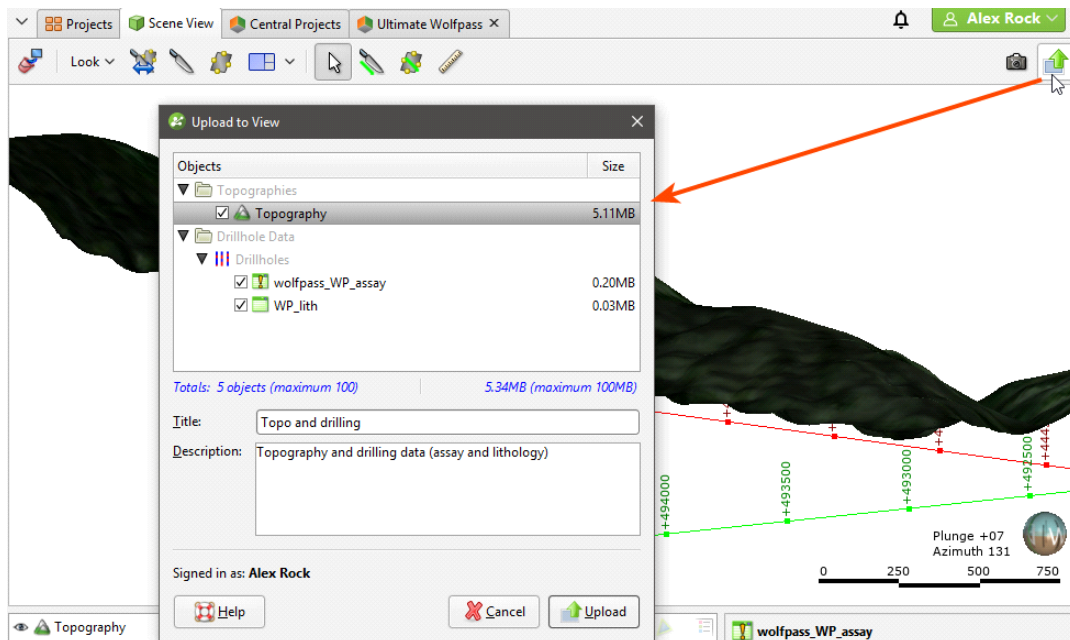 Projects Scene View Central Projects Ultimate Wolfpass Alex Rock
Look
Upload to View
Objects Size
Topographies
Topography 5.11MB
Drillhole Data
Drillholes
wolfpass_WP_assay 0.20MB
WP_lith 0.03MB
Totals: 5 objects (maximum 100) 5.34MB (maximum 100MB)
Title: Topo and drilling
Description: Topography and drilling data (assay and lithology)
+494000
+493500
+493000
+492500
+444
Plunge +07
Azimuth 131
0 250 500 750
Signed in as: Alex Rock
Help Cancel Upload
Topography wolfpass_WP_assay